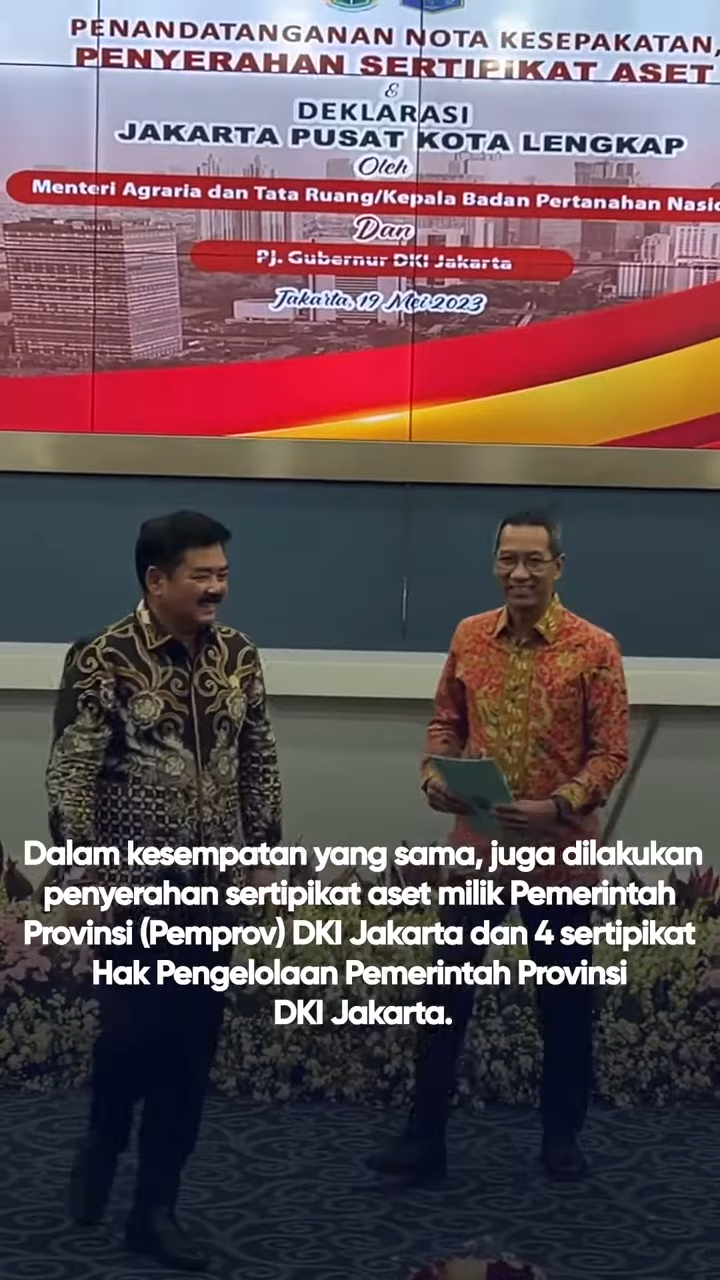 PENANDATANGANAN NOTA KESEPAKATAN,
PENYERAHAN SERTIPIKAT ASET
&
DEKLARASI
JAKARTA PUSAT KOTA LENGKAP
Oleh
Menteri Agraria dan Tata Ruang/Kepala Badan Pertanahan Nasio
Dan
Pj. Gubernur DKI Jakarta
Jakarta, 19 Mei 2023
Dalam kesempatan yang sama, juga dilakukan
penyerahan sertipikat aset milik Pemerintah
Provinsi (Pemprov) DKI Jakarta dan 4 sertipikat
Hak Pengelolaan Pemerintah Provinsi
DKI Jakarta.